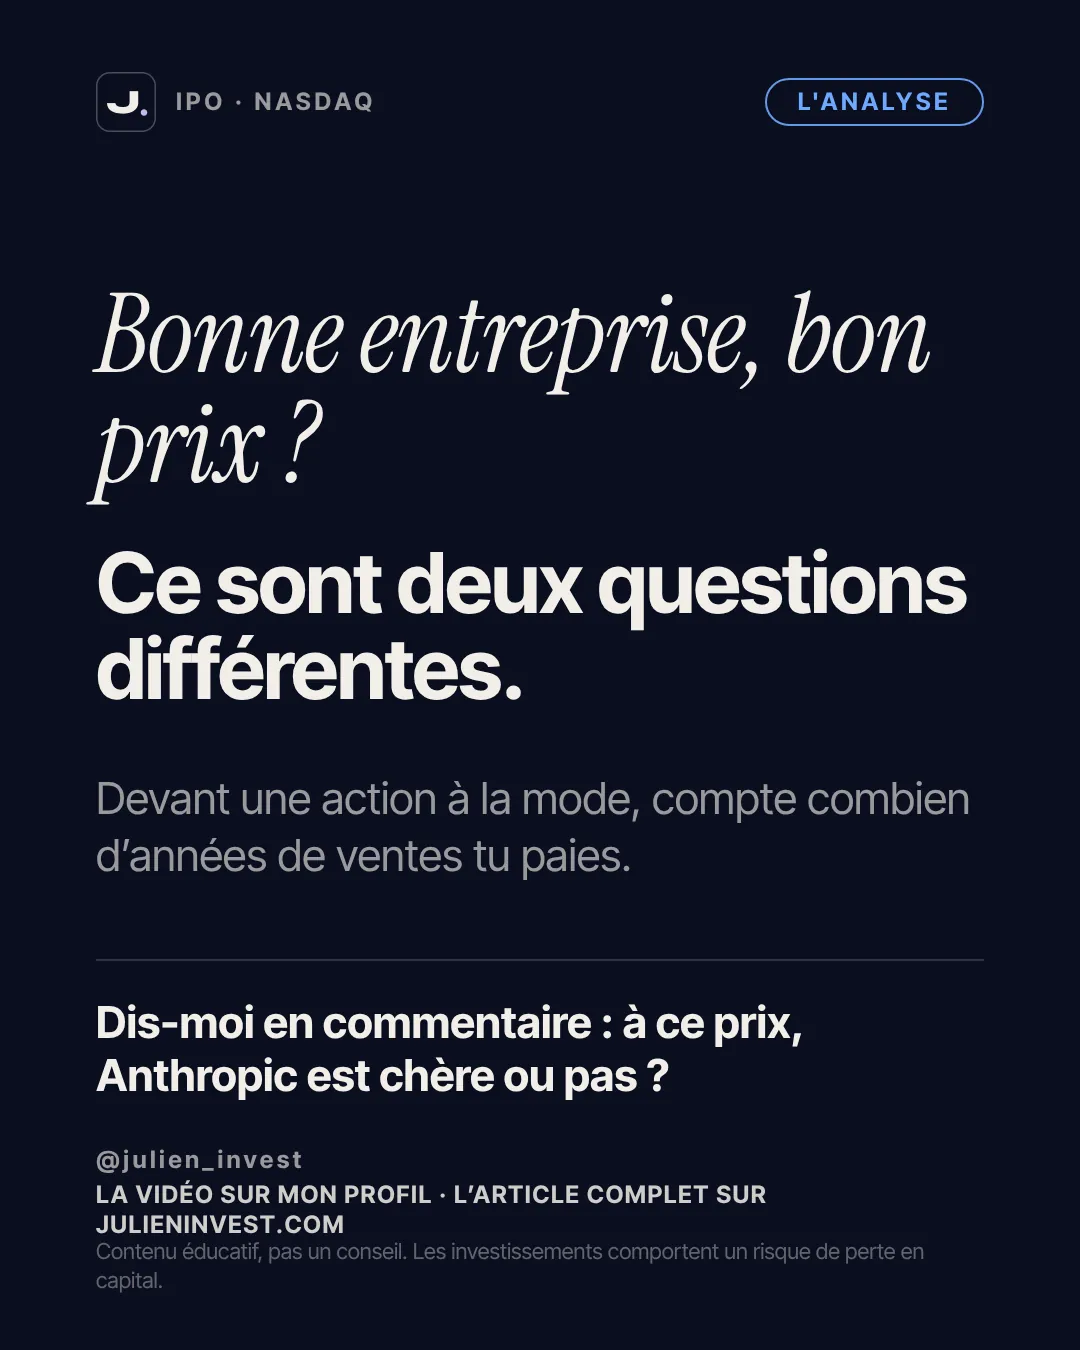 J.
IPO · NASDAQ
L'ANALYSE
Bonne entreprise, bon
prix ?
Ce sont deux questions
différentes.
Devant une action à la mode, compte combien
d’années de ventes tu paies.
Dis-moi en commentaire : à ce prix,
Anthropic est chère ou pas ?
@julien_invest
LA VIDÉO SUR MON PROFIL · L’ARTICLE COMPLET SUR
JULIENINVEST.COM
Contenu éducatif, pas un conseil. Les investissements comportent un risque de perte en
capital.